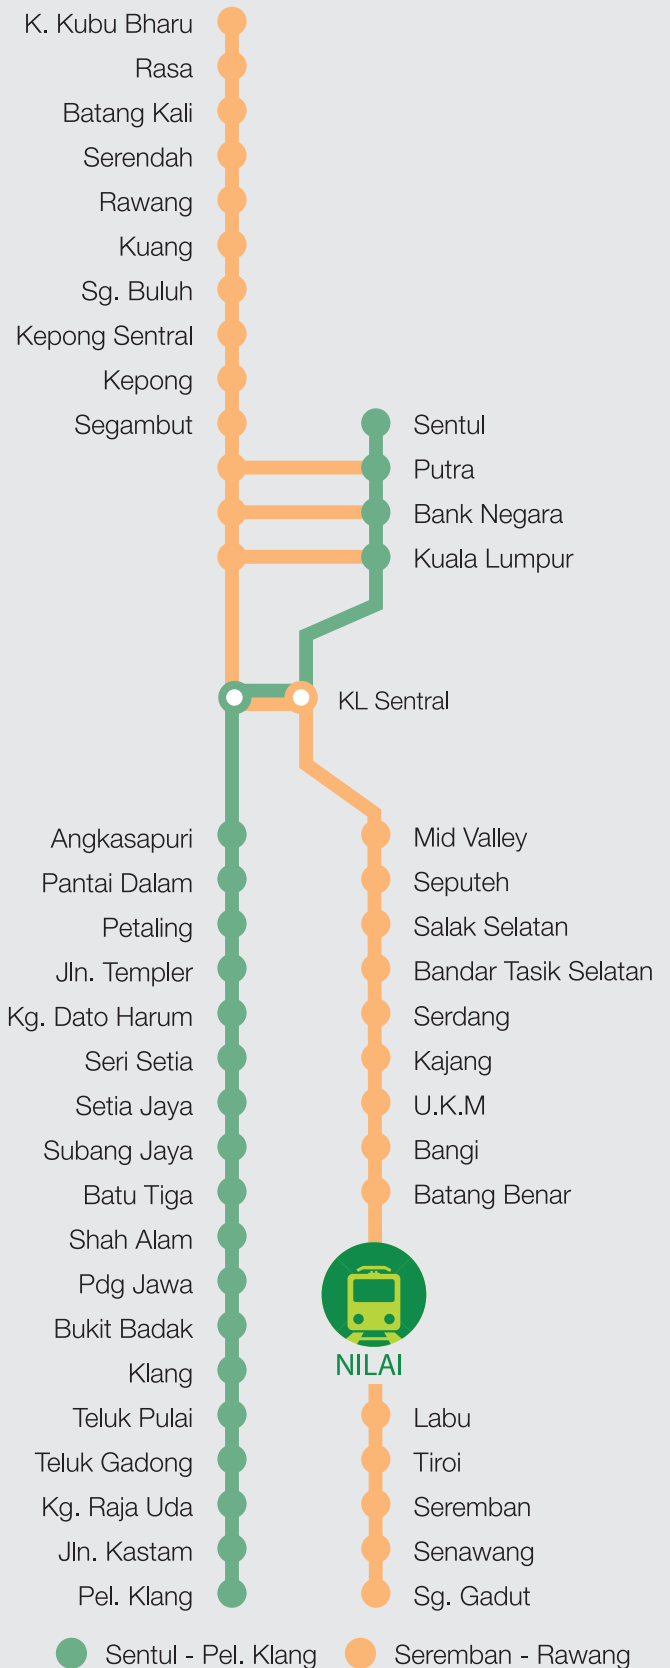 K. Kubu Bharu
Rasa
Batang Kali
Serendah
Rawang
Kuang
Sg. Buluh
Kepong Sentral
Kepong
Segambut
Sentul
Putra
Bank Negara
Kuala Lumpur
KL Sentral
Angkasapuri
Pantai Dalam
Petaling
Jln. Templer
Kg. Dato Harum
Seri Setia
Setia Jaya
Subang Jaya
Batu Tiga
Shah Alam
Pdg Jawa
Bukit Badak
Klang
Teluk Pulai
Teluk Gadong
Kg. Raja Uda
Jln. Kastam
Pel. Klang
Mid Valley
Seputeh
Salak Selatan
Bandar Tasik Selatan
Serdang
Kajang
U.K.M
Bangi
Batang Benar
NILAI
Labu
Tiroi
Seremban
Senawang
Sg. Gadut
Sentul - Pel. Klang
Seremban - Rawang